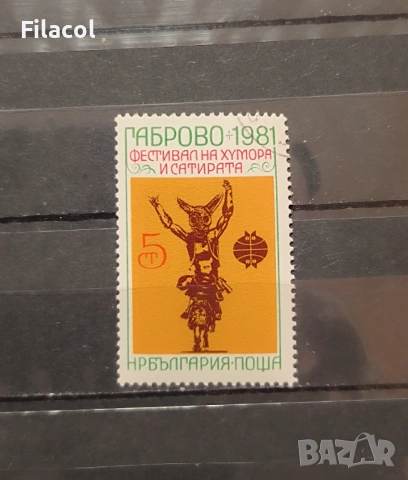 Filacol
ГАБРОВО+1981
ФЕСТИВАЛ НА ХУМОРА
И САТИРАТА
5
СТ
НРБЪЛГАРИЯ·ПОЩА
BAZAR